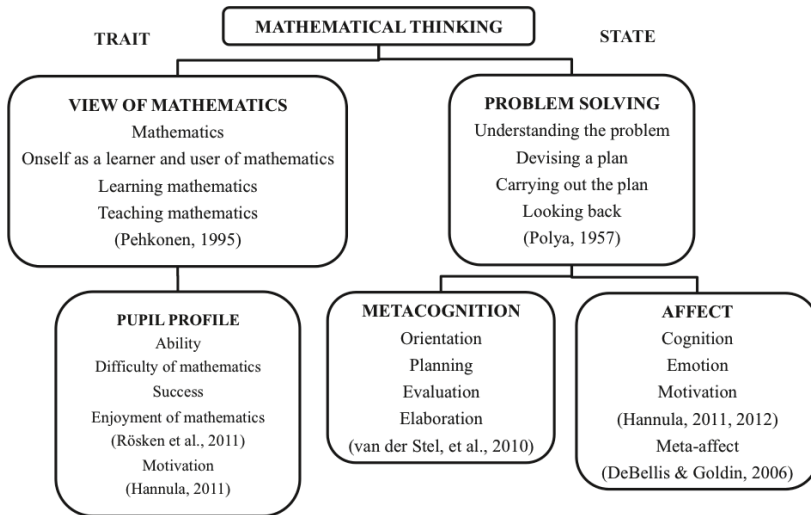 MATHEMATICAL THINKING
TRAIT
STATE
VIEW OF MATHEMATICS
Mathematics
Onself as a learner and user of mathematics
Learning mathematics
Teaching mathematics
(Pehkonen, 1995)
PROBLEM SOLVING
Understanding the problem
Devising a plan
Carrying out the plan
Looking back
(Polya, 1957)
PUPIL PROFILE
Ability
Difficulty of mathematics
Success
Enjoyment of mathematics
(Rösken et al., 2011)
Motivation
(Hannula, 2011)
METACOGNITION
Orientation
Planning
Evaluation
Elaboration
(van der Stel, et al., 2010)
AFFECT
Cognition
Emotion
Motivation
(Hannula, 2011, 2012)
Meta-affect
(DeBellis & Goldin, 2006)